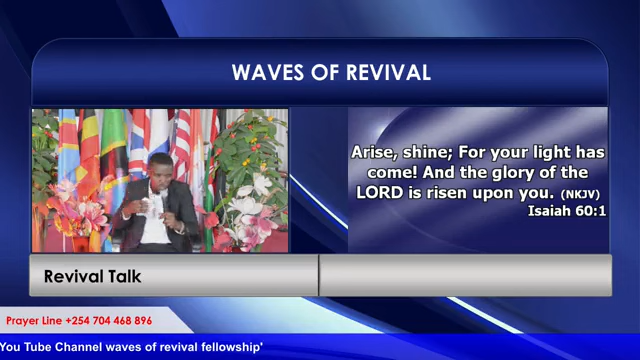 WAVES OF REVIVAL
Arise, shine; For your light has
come! And the glory of the
LORD is risen upon you. (NKJV)
Isaiah 60:1
Revival Talk
Prayer Line +254 704 468 896
You Tube Channel waves of revival fellowship'